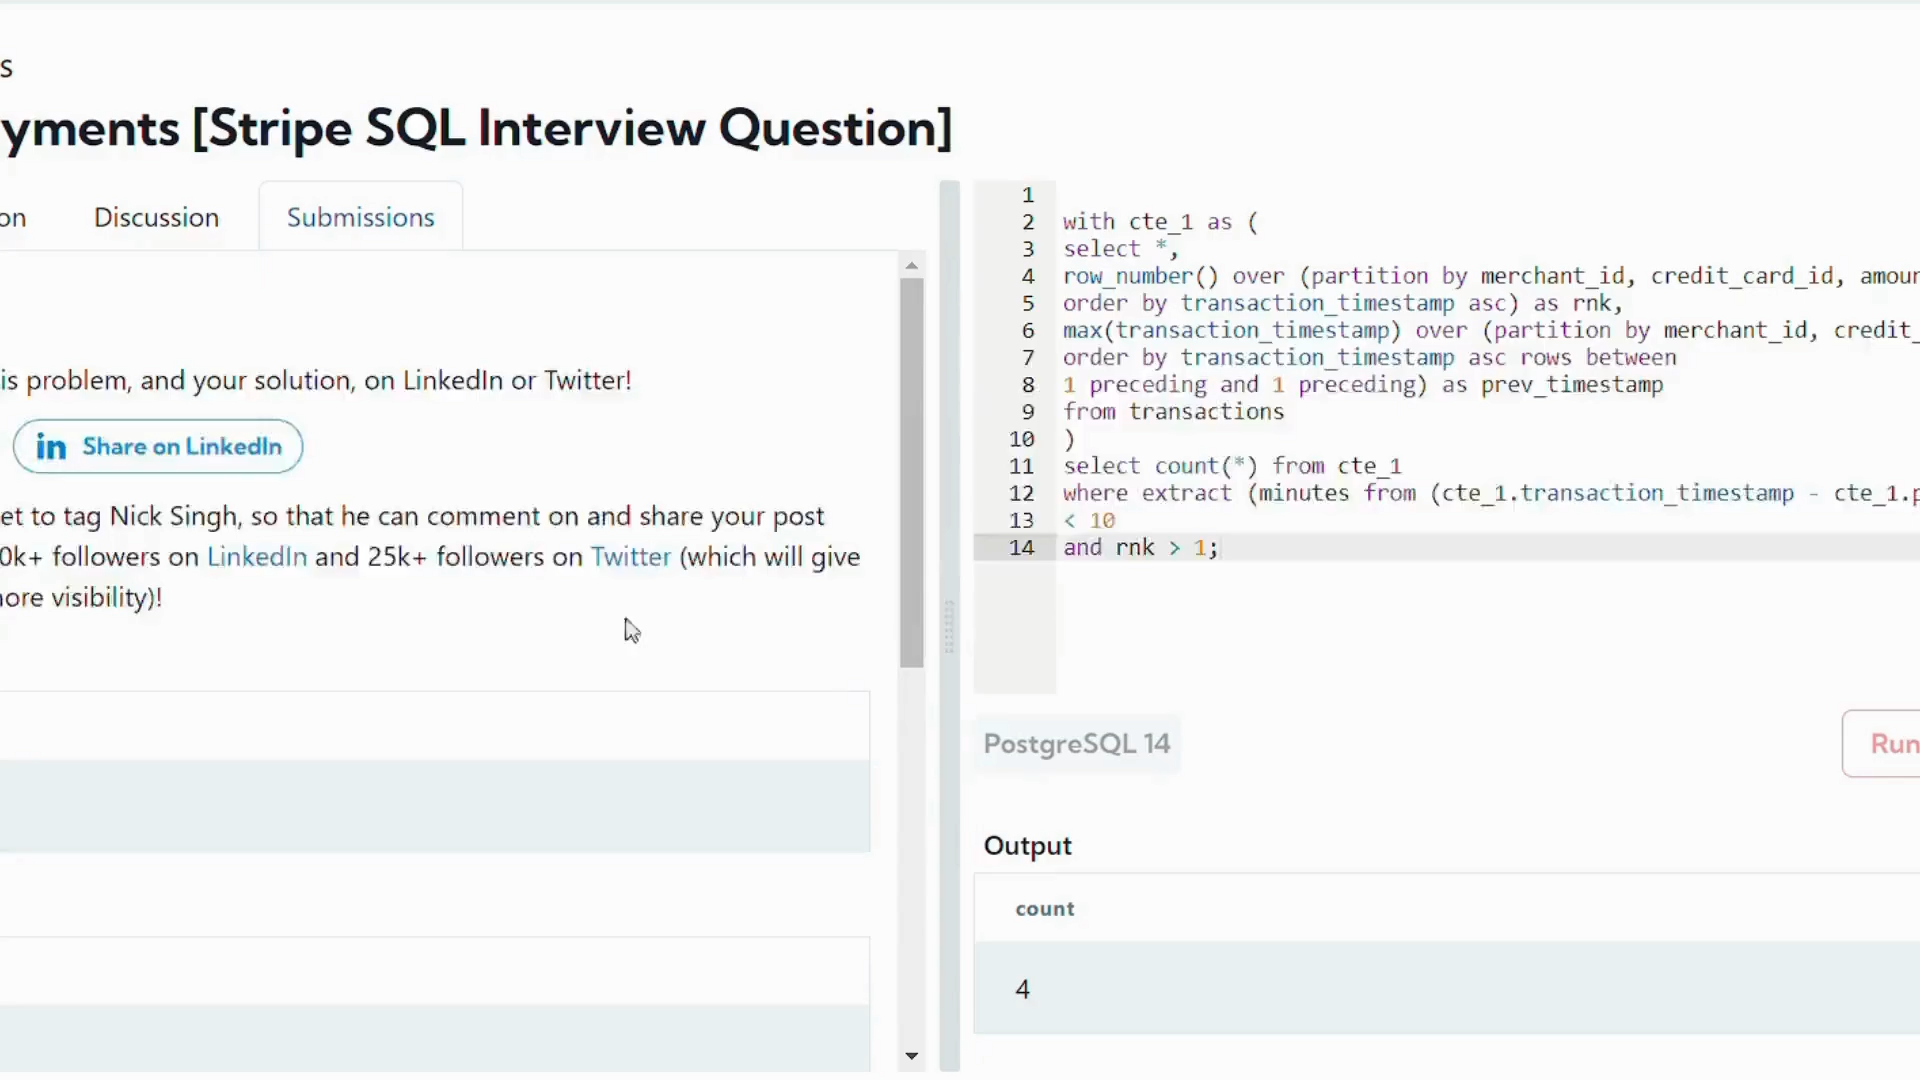 s
yments [Stripe SQL Interview Question]
on Discussion Submissions
is problem, and your solution, on LinkedIn or Twitter!
in Share on LinkedIn
et to tag Nick Singh, so that he can comment on and share your post
0k+ followers on LinkedIn and 25k+ followers on Twitter (which will give
ore visibility)!
1
2 with cte_1 as (
3 select *,
4 row_number() over (partition by merchant_id, credit_card_id, amoun
5 order by transaction_timestamp asc) as rnk,
6 max(transaction_timestamp) over (partition by merchant_id, credit_
7 order by transaction_timestamp asc rows between
8 1 preceding and 1 preceding) as prev_timestamp
9 from transactions
10 )
11 select count(*) from cte_1
12 where extract (minutes from (cte_1.transaction_timestamp - cte_1.p
13 < 10
14 and rnk > 1;
PostgreSQL 14
Run
Output
count
4